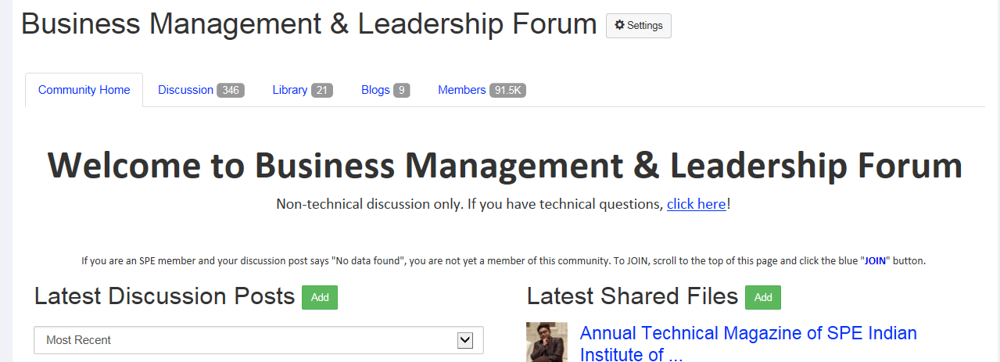 Business Management & Leadership Forum Settings
Community Home Discussion 346 Library 21 Blogs 9 Members 91.5K
Welcome to Business Management & Leadership Forum
Non-technical discussion only. If you have technical questions, click here!
If you are an SPE member and your discussion post says "No data found", you are not yet a member of this community. To JOIN, scroll to the top of this page and click the blue "JOIN" button.
Latest Discussion Posts Add
Most Recent
Latest Shared Files Add
Annual Technical Magazine of SPE Indian
Institute of ...